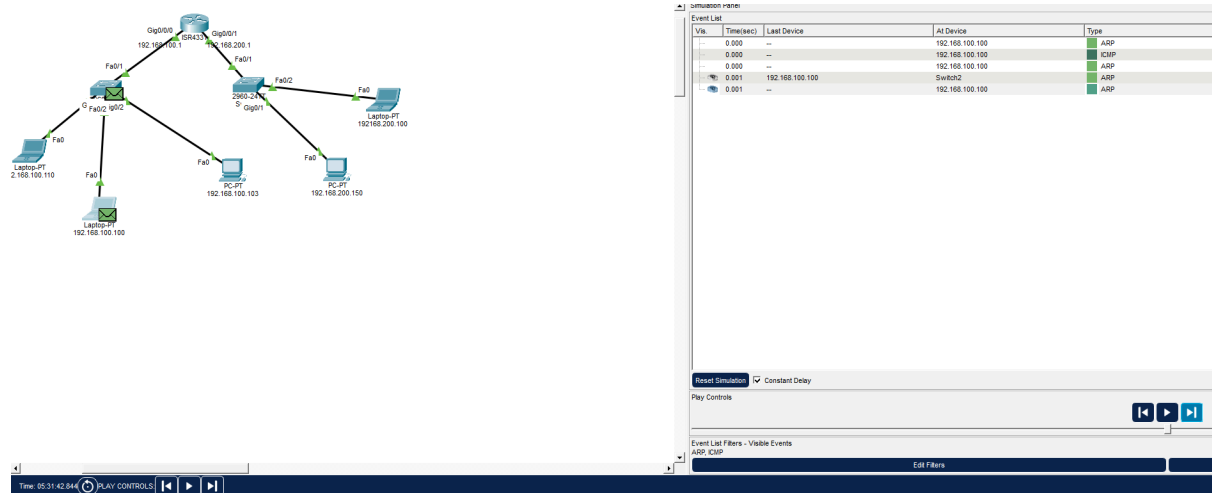 Simulation Panel
Event List
Vis. Time(sec) Last Device At Device Type
0.000 -- 192.168.100.100 ARP
0.000 -- 192.168.100.100 ICMP
0.000 -- 192.168.100.100 ARP
0.001 192.168.100.100 Switch2 ARP
0.001 -- 192.168.100.100 ARP
Reset Simulation Constant Delay
Play Controls
Event List Filters - Visible Events
ARP, ICMP
Edit Filters
Gig0/0/0 Gig0/0/1
ISR433
192.168.100.1 192.168.200.1
Fa0/1 Fa0/1
Fa0/2 Fa0
2960-24TT
Gig0/1
Laptop-PT
192168.200.100
Fa0/2 ig0/2
Fa0
Laptop-PT
2.168.100.110
Fa0
Laptop-PT
192.168.100.100
Fa0
PC-PT
192.168.100.103
Fa0
PC-PT
192.168.200.150
Time: 05:31:42.844 PLAY CONTROLS: